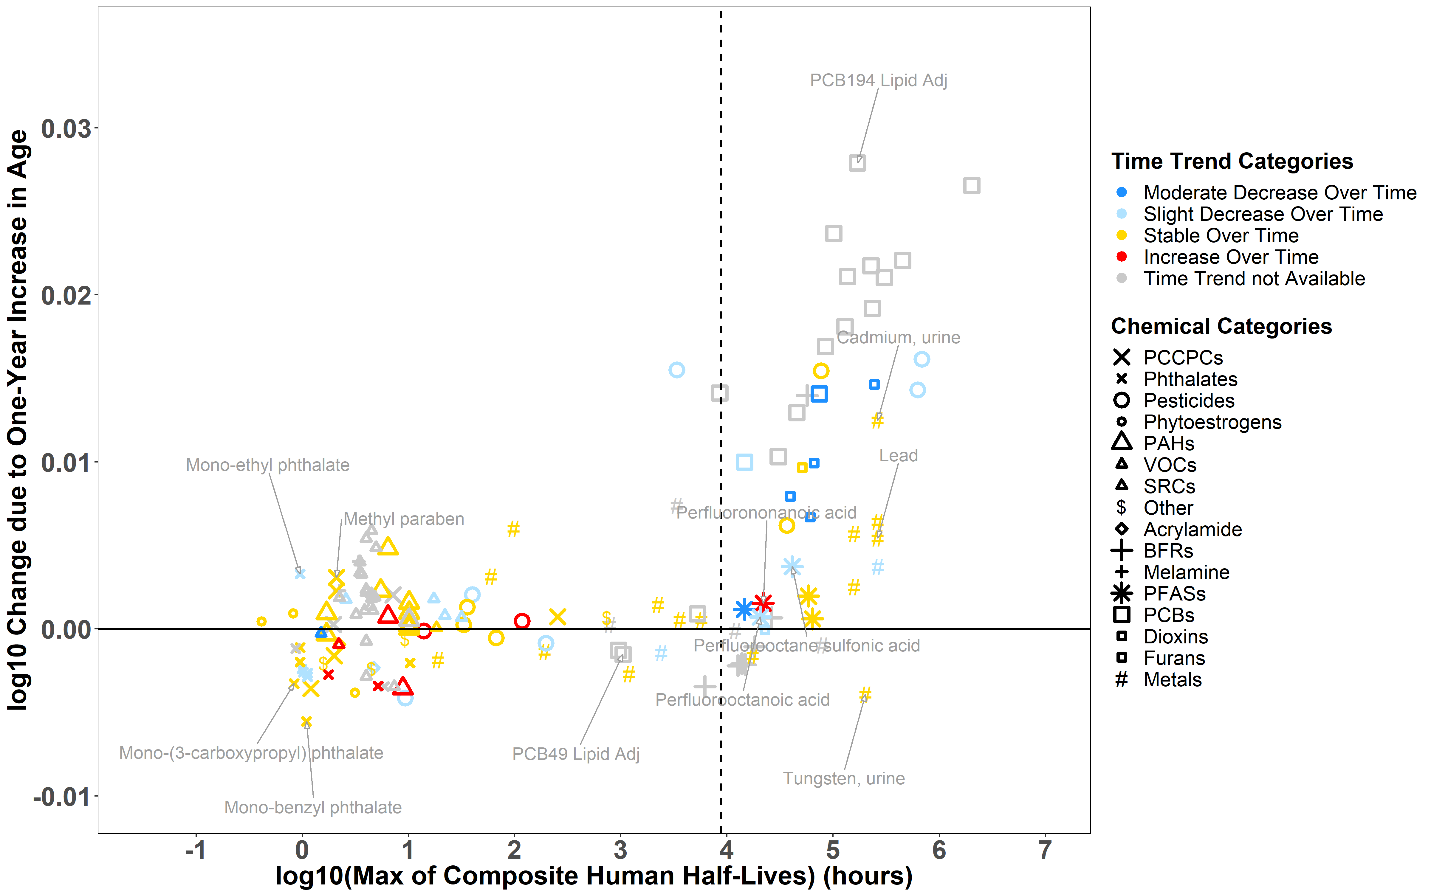 log10 Change due to One-Year Increase in Age
0.03
0.02
0.01
0.00
-0.01
PCB194 Lipid Adj
Cadmium, urine
Mono-ethyl phthalate
Lead
Methyl paraben
Perfluorononanoic acid
Perfluorooctane sulfonic acid
Perfluorooctanoic acid
Mono-(3-carboxypropyl) phthalate
PCB49 Lipid Adj
Tungsten, urine
Mono-benzyl phthalate
-1 0 1 2 3 4 5 6 7
log10(Max of Composite Human Half-Lives) (hours)
Time Trend Categories
Moderate Decrease Over Time
Slight Decrease Over Time
Stable Over Time
Increase Over Time
Time Trend not Available
Chemical Categories
PCCPCs
Phthalates
Pesticides
Phytoestrogens
PAHs
VOCs
SRCs
$ Other
Acrylamide
BFRs
Melamine
PFASs
PCBs
Dioxins
Furans
# Metals